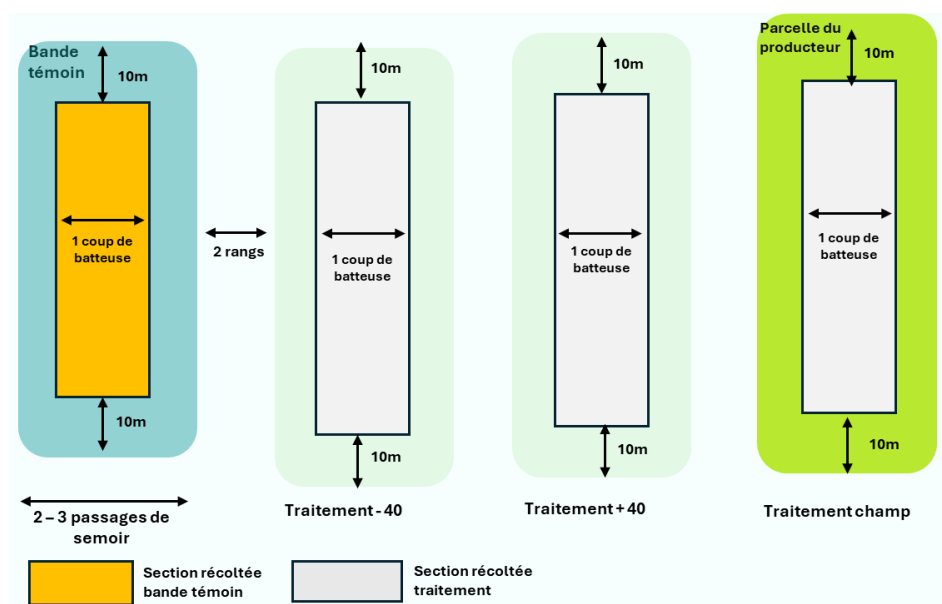 Bande
témoin
10m
10m
10m
Parcelle du
producteur
10m
1 coup de
batteuse
2 rangs
1 coup de
batteuse
1 coup de
batteuse
1 coup de
batteuse
10m
10m
10m
10m
2 – 3 passages de
semoir
Traitement - 40
Traitement + 40
Traitement champ
Section récoltée
bande témoin
Section récoltée
traitement